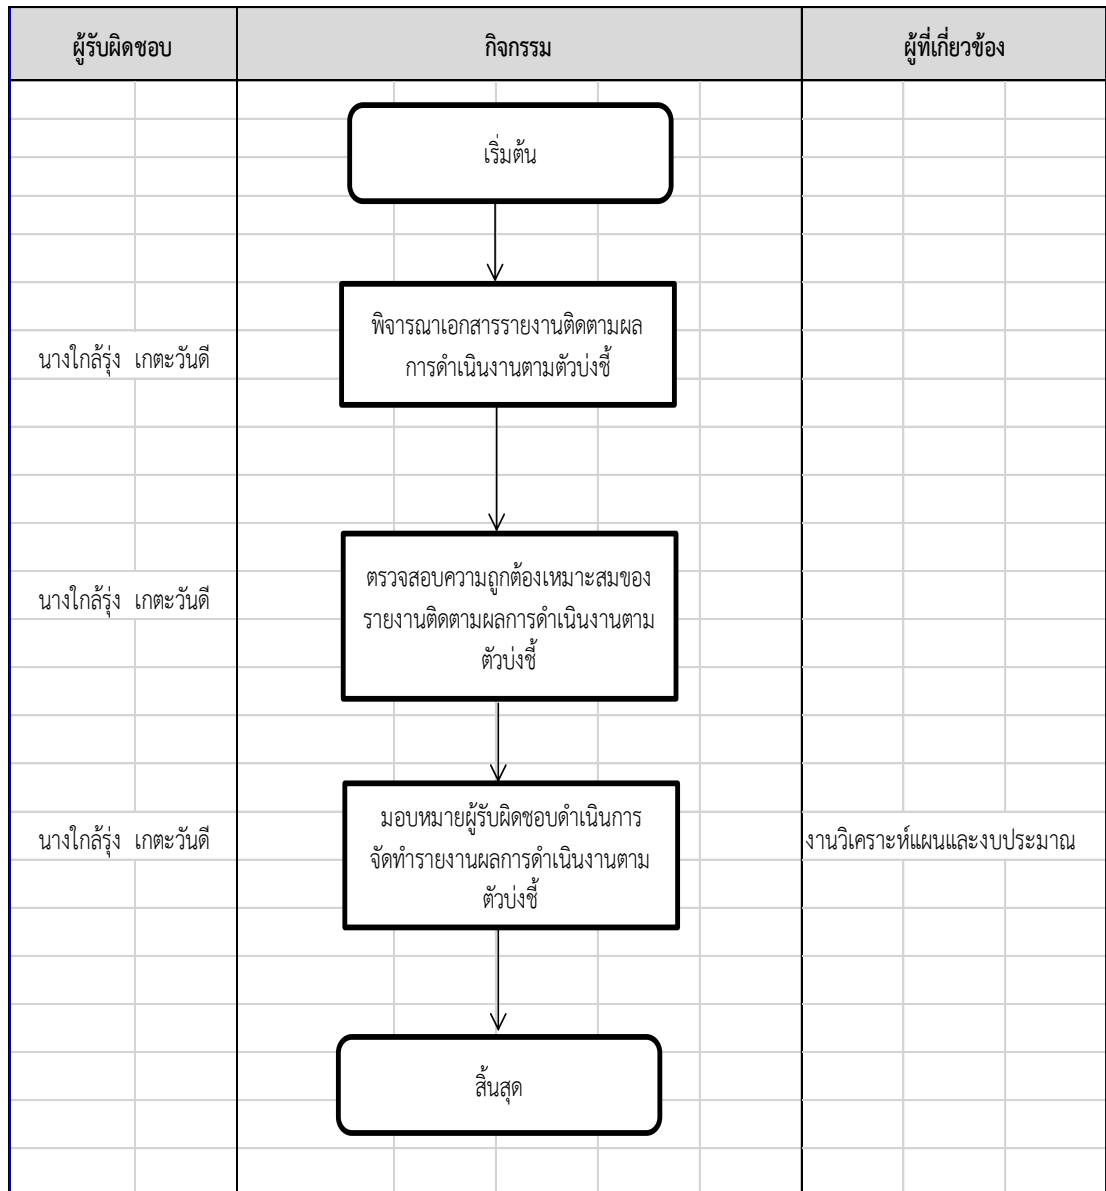 ผู้รับผิดชอบ
กิจกรรม
ผู้ที่เกี่ยวข้อง
เริ่มต้น
พิจารณาเอกสารรายงานติดตามผล
การดำเนินงานตามตัวบ่งชี้
นางใกล้รุ่ง เกตะวันดี
ตรวจสอบความถูกต้องเหมาะสมของ
รายงานติดตามผลการดำเนินงานตาม
ตัวบ่งชี้
นางใกล้รุ่ง เกตะวันดี
มอบหมายผู้รับผิดชอบดำเนินการ
จัดทำรายงานผลการดำเนินงานตาม
ตัวบ่งชี้
นางใกล้รุ่ง เกตะวันดี
งานวิเคราะห์แผนและงบประมาณ
สิ้นสุด